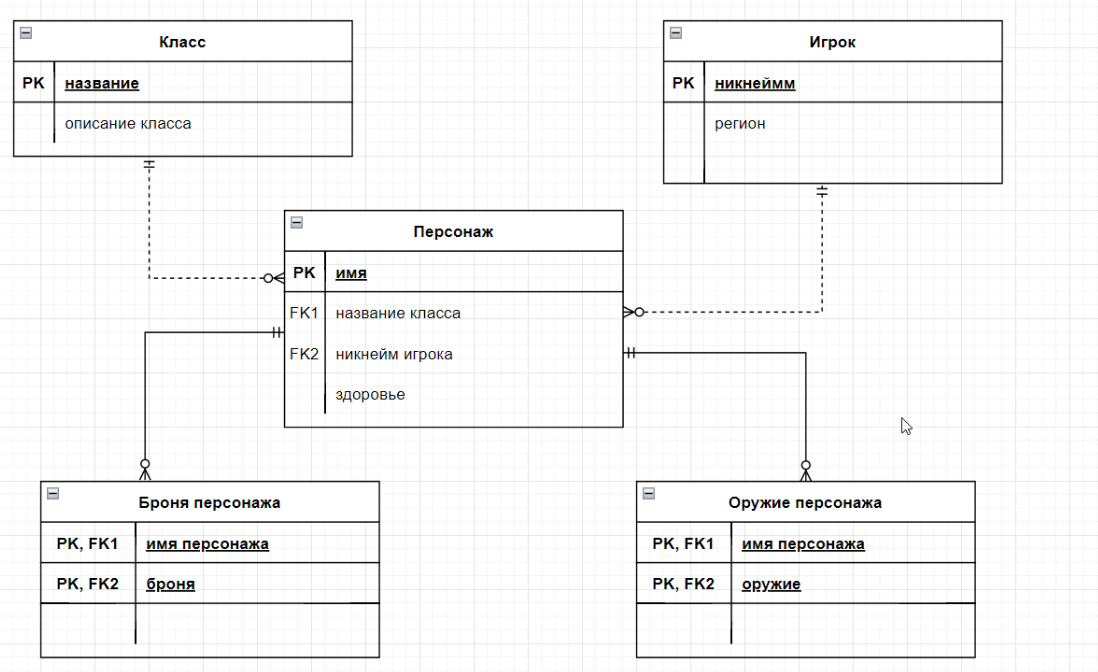 Класс
PK название
описание класса
Игрок
PK никнеймм
регион
Персонаж
PK имя
FK1 название класса
FK2 никнейм игрока
здоровье
Броня персонажа
PK, FK1 имя персонажа
PK, FK2 броня
Оружие персонажа
PK, FK1 имя персонажа
PK, FK2 оружие